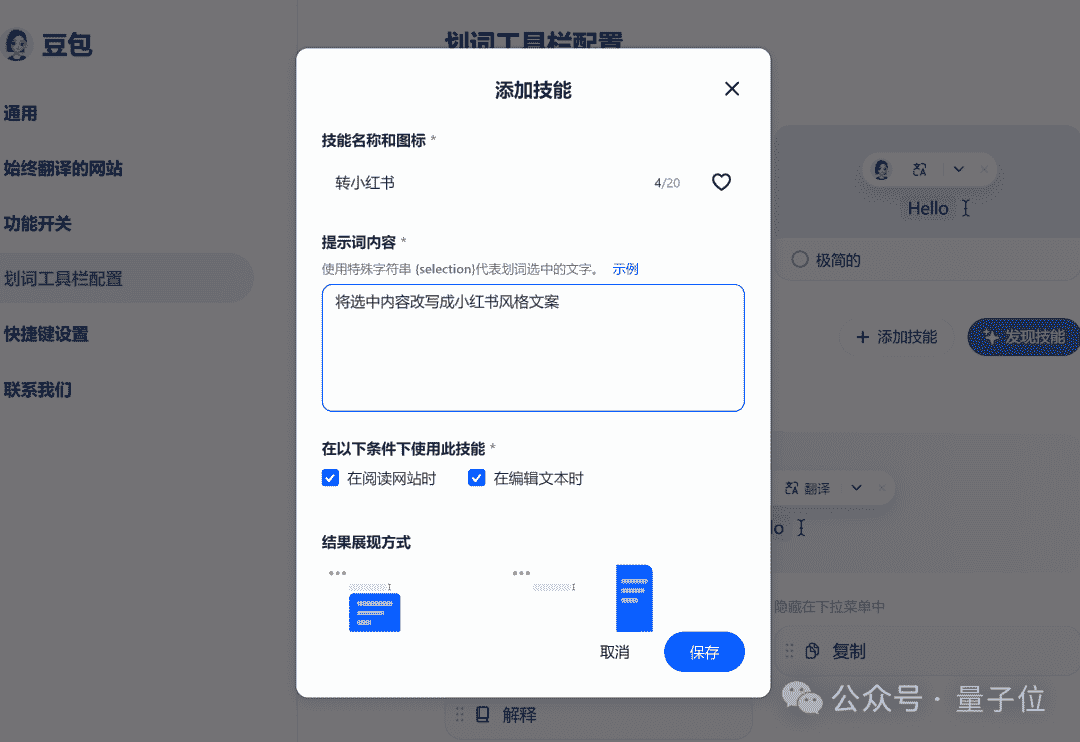 豆包
划词工具栏配置
通用
始终翻译的网站
功能开关
划词工具栏配置
快捷键设置
联系我们
添加技能
技能名称和图标 *
转小红书
4/20
提示词内容 *
使用特殊字符串 {selection}代表划词选中的文字。 示例
将选中内容改写成小红书风格文案
在以下条件下使用此技能 *
在阅读网站时 在编辑文本时
结果展现方式
取消 保存
Hello
极简的
添加技能 发现技能
翻译
lo
隐藏在下拉菜单中
复制
解释
公众号 · 量子位